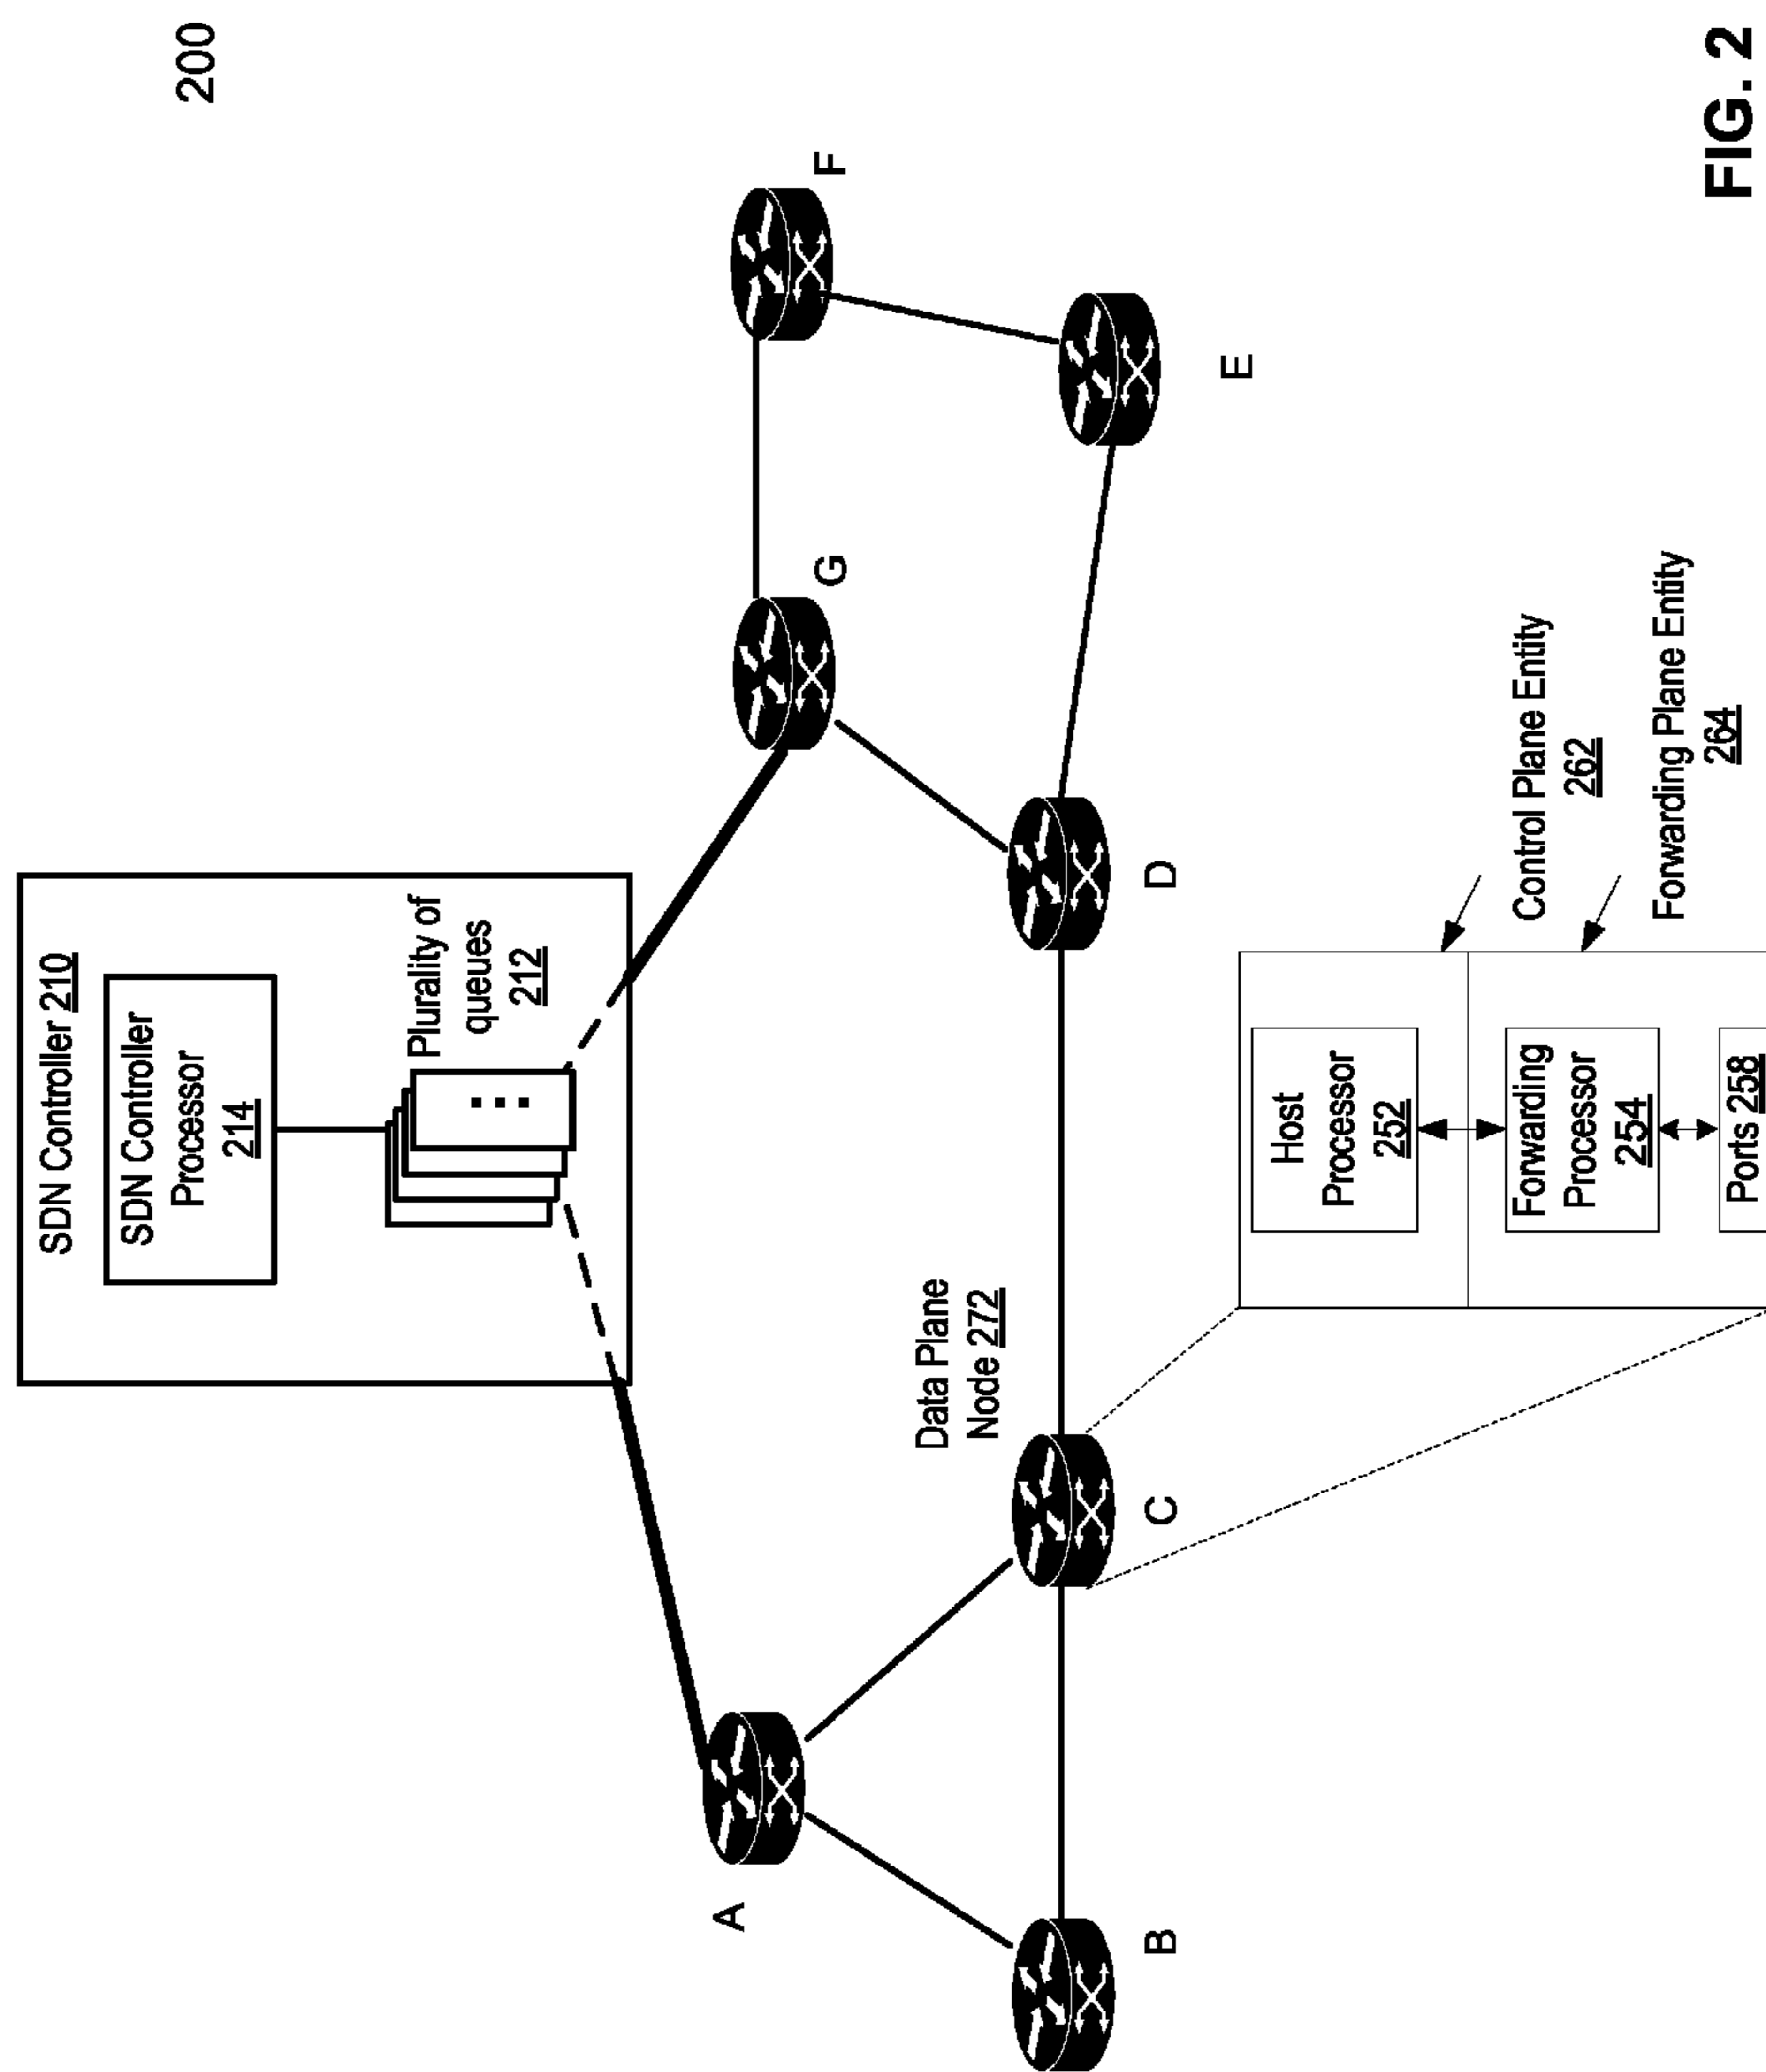 200
SDN Controller 210
SDN Controller
Processor
214
Plurality of
queues
212
...
A
G
F
Data Plane
Node 272
B
C
D
E
Host
Processor
252
Control Plane Entity
262
Forwarding
Processor
254
Forwarding Plane Entity
264
Ports 258
FIG. 2